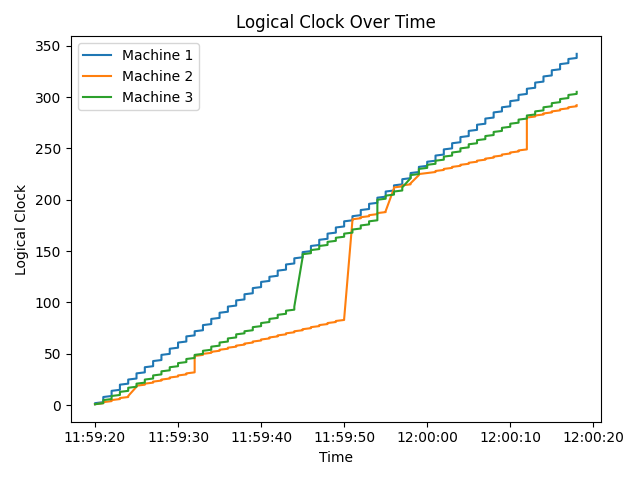 Logical Clock Over Time
Machine 1
Machine 2
Machine 3
Logical Clock
350
300
250
200
150
100
50
0
11:59:20 11:59:30 11:59:40 11:59:50 12:00:00 12:00:10 12:00:20
Time